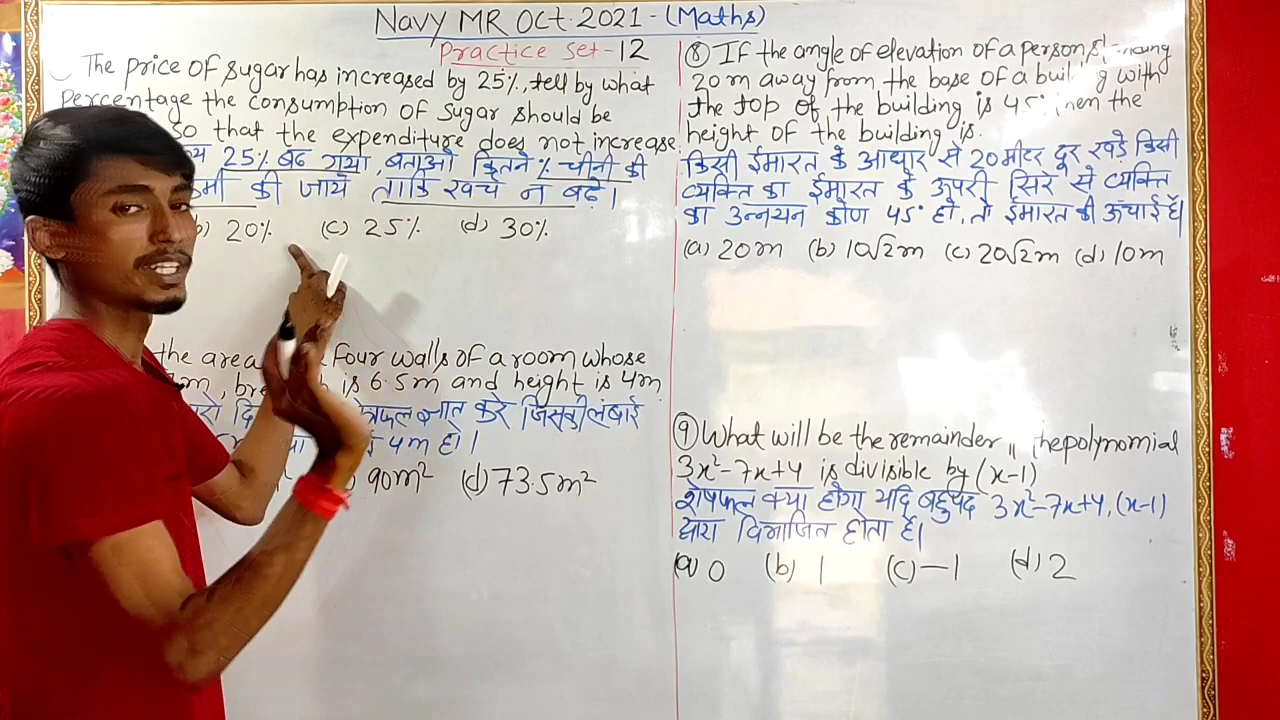 Navy MR Oct. 2021 - (Maths)
Practice Set - 12
The price of sugar has increased by 25%, tell by what
percentage the consumption of sugar should be
so that the expenditure does not increase.
25% बढ गया, बताओ कितने % चीनी की
कमी की जाये ताकि खर्च न बढ़े।
b) 20% (c) 25% (d) 30%
the area four walls of a room whose
m, is 6.5m and height is 4m
ज्ञात करे जिसकी लंबाई
4m हो।
90m² (d) 73.5m²
⑧ If the angle of elevation of a person
20 m away from the base of a building with
the top of the building is 45° then the
height of the building is.
किसी ईमारत के आधार से 20 मीटर दूर खड़े किसी
व्यक्ति का ईमारत के ऊपरी सिरे से व्यक्ति
का उन्नयन कोण 45° हो, तो ईमारत की ऊंचाई है।
(a) 20m (b) 10√2m (c) 20√2m (d) 10m
⑨ What will be the remainder the polynomial
3x²-7x+4 is divisible by (x-1)
शेषफल क्या होगा यदि बहुपद 3x²-7x+4, (x-1)
द्वारा विभाजित होता है।
(a) 0 (b) 1 (c) -1 (d) 2